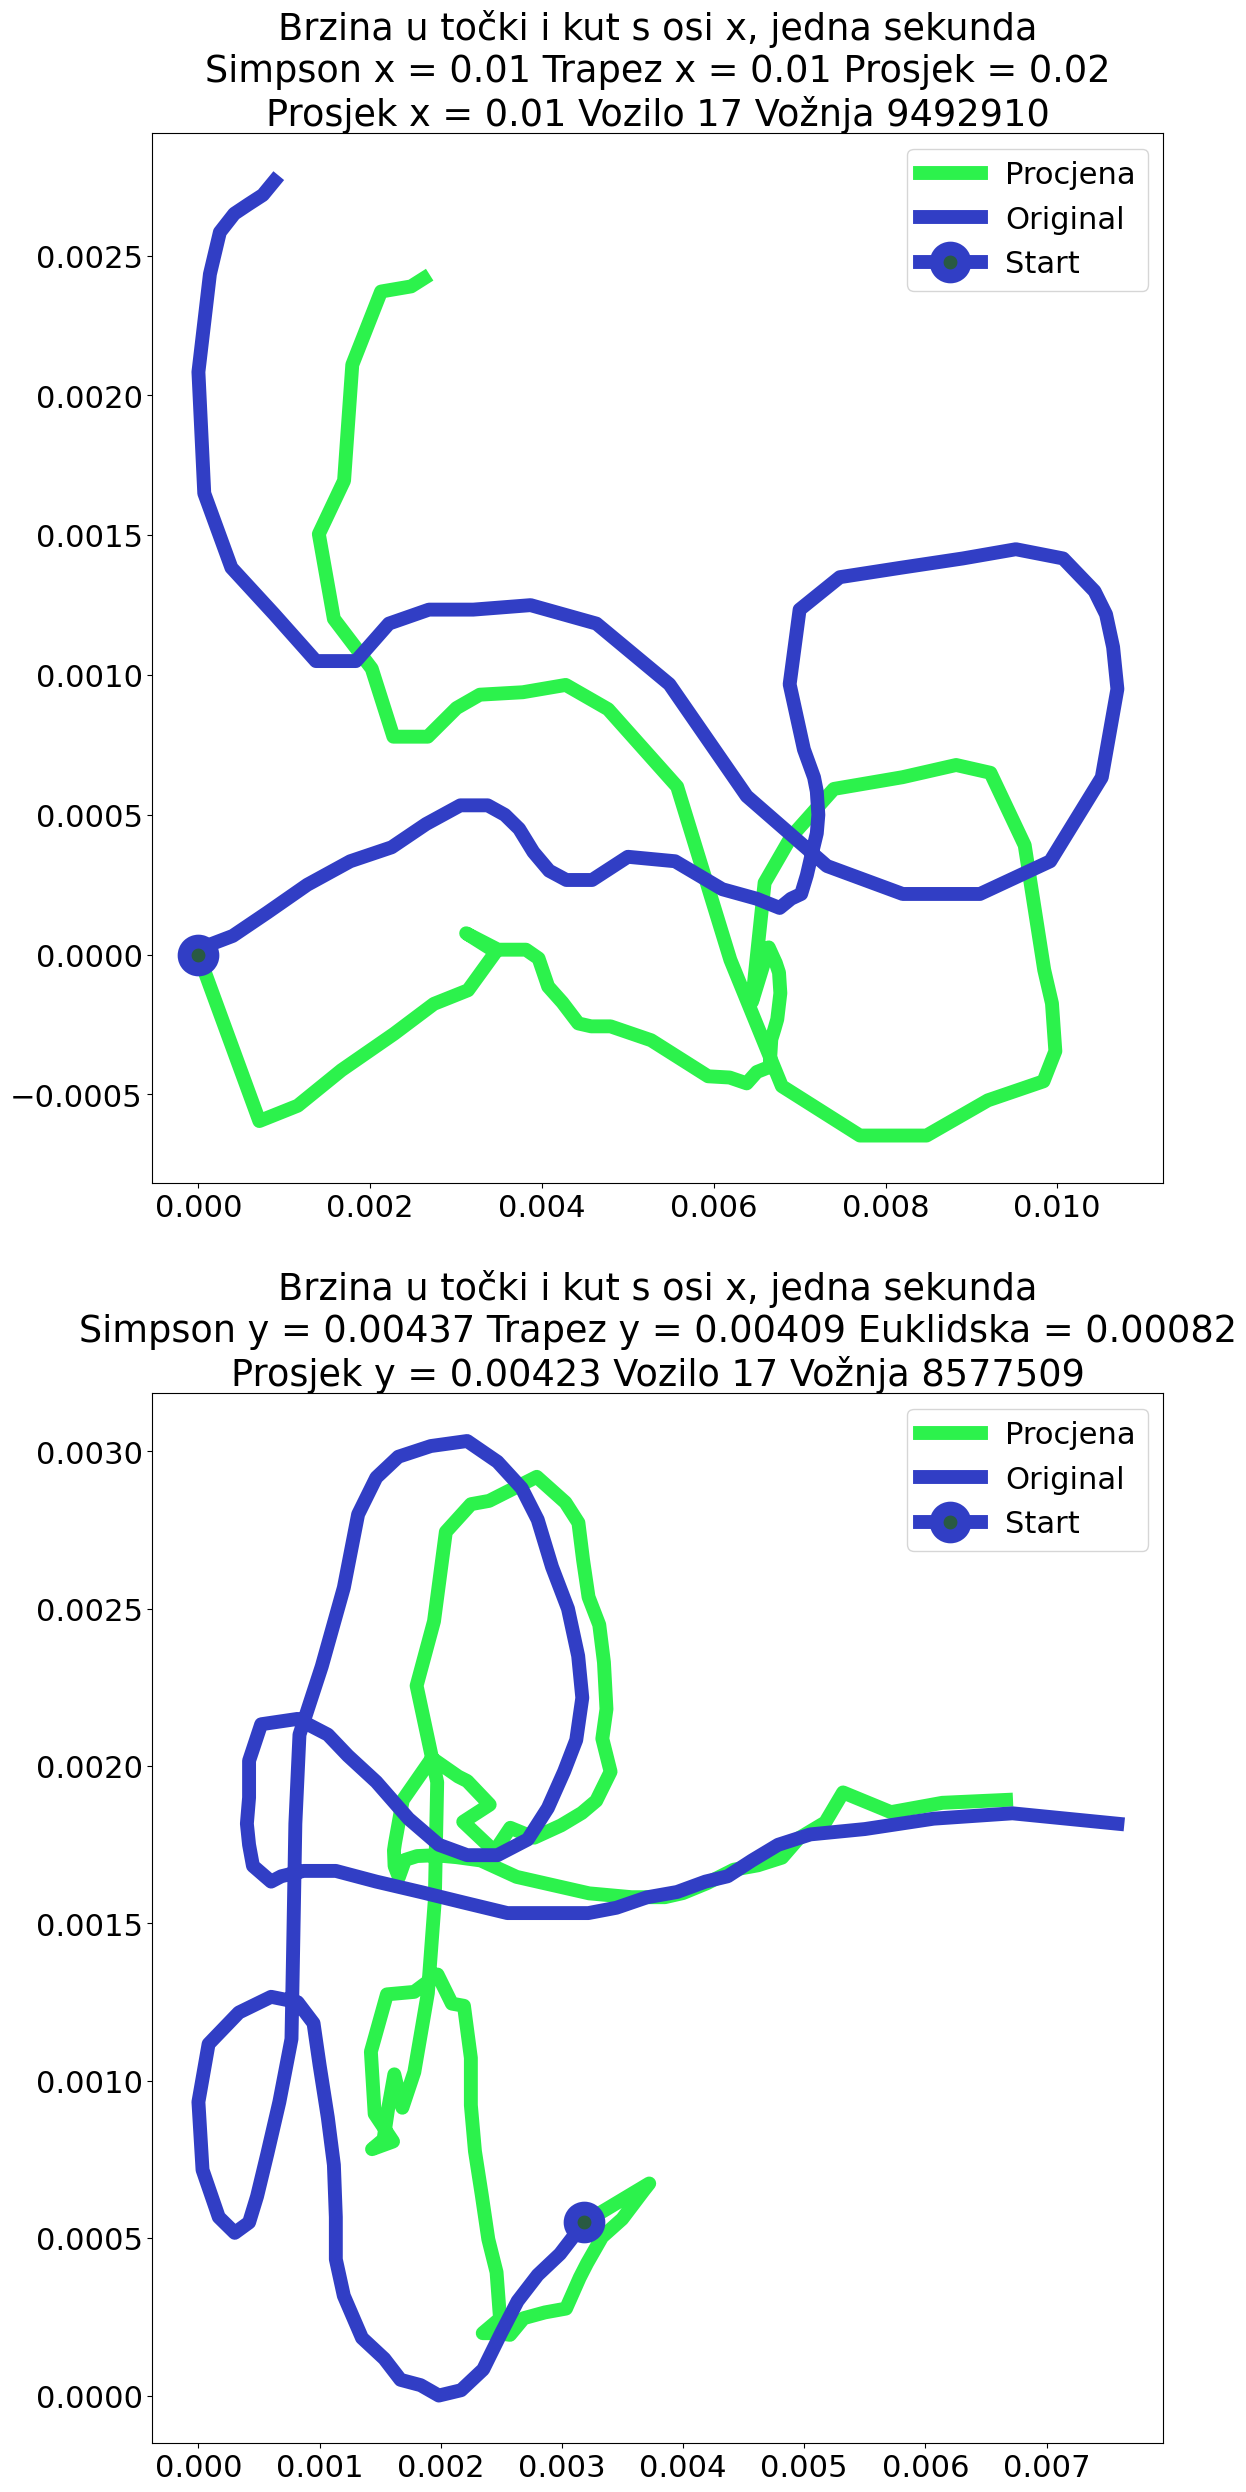 Brzina u točki i kut s osi x, jedna sekunda
Simpson x = 0.01 Trapez x = 0.01 Prosjek = 0.02
Prosjek x = 0.01 Vozilo 17 Vožnja 9492910
Procjena
Original
Start
0.0025
0.0020
0.0015
0.0010
0.0005
0.0000
−0.0005
0.000 0.002 0.004 0.006 0.008 0.010
Brzina u točki i kut s osi x, jedna sekunda
Simpson y = 0.00437 Trapez y = 0.00409 Euklidska = 0.00082
Prosjek y = 0.00423 Vozilo 17 Vožnja 8577509
Procjena
Original
Start
0.0030
0.0025
0.0020
0.0015
0.0010
0.0005
0.0000
0.000 0.001 0.002 0.003 0.004 0.005 0.006 0.007